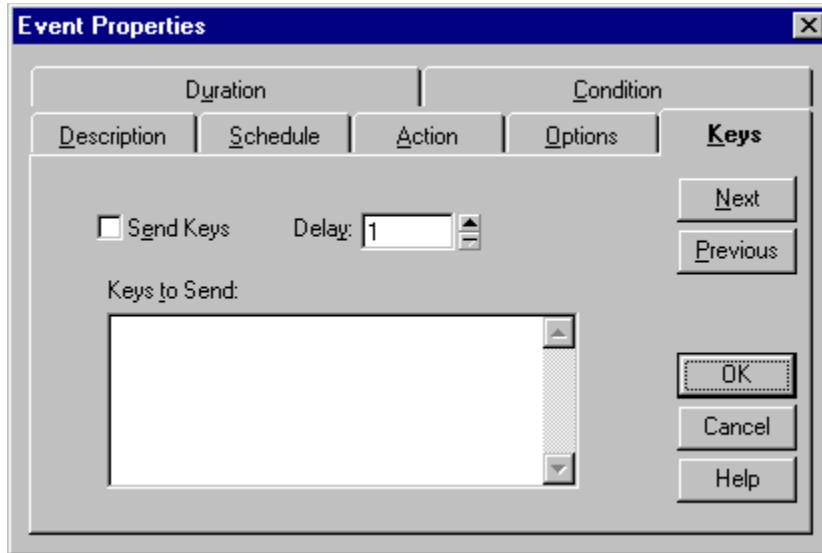 Event Properties
Duration Condition
Description Schedule Action Options Keys
Next
Send Keys Delay: 1
Previous
Keys to Send:
OK
Cancel
Help